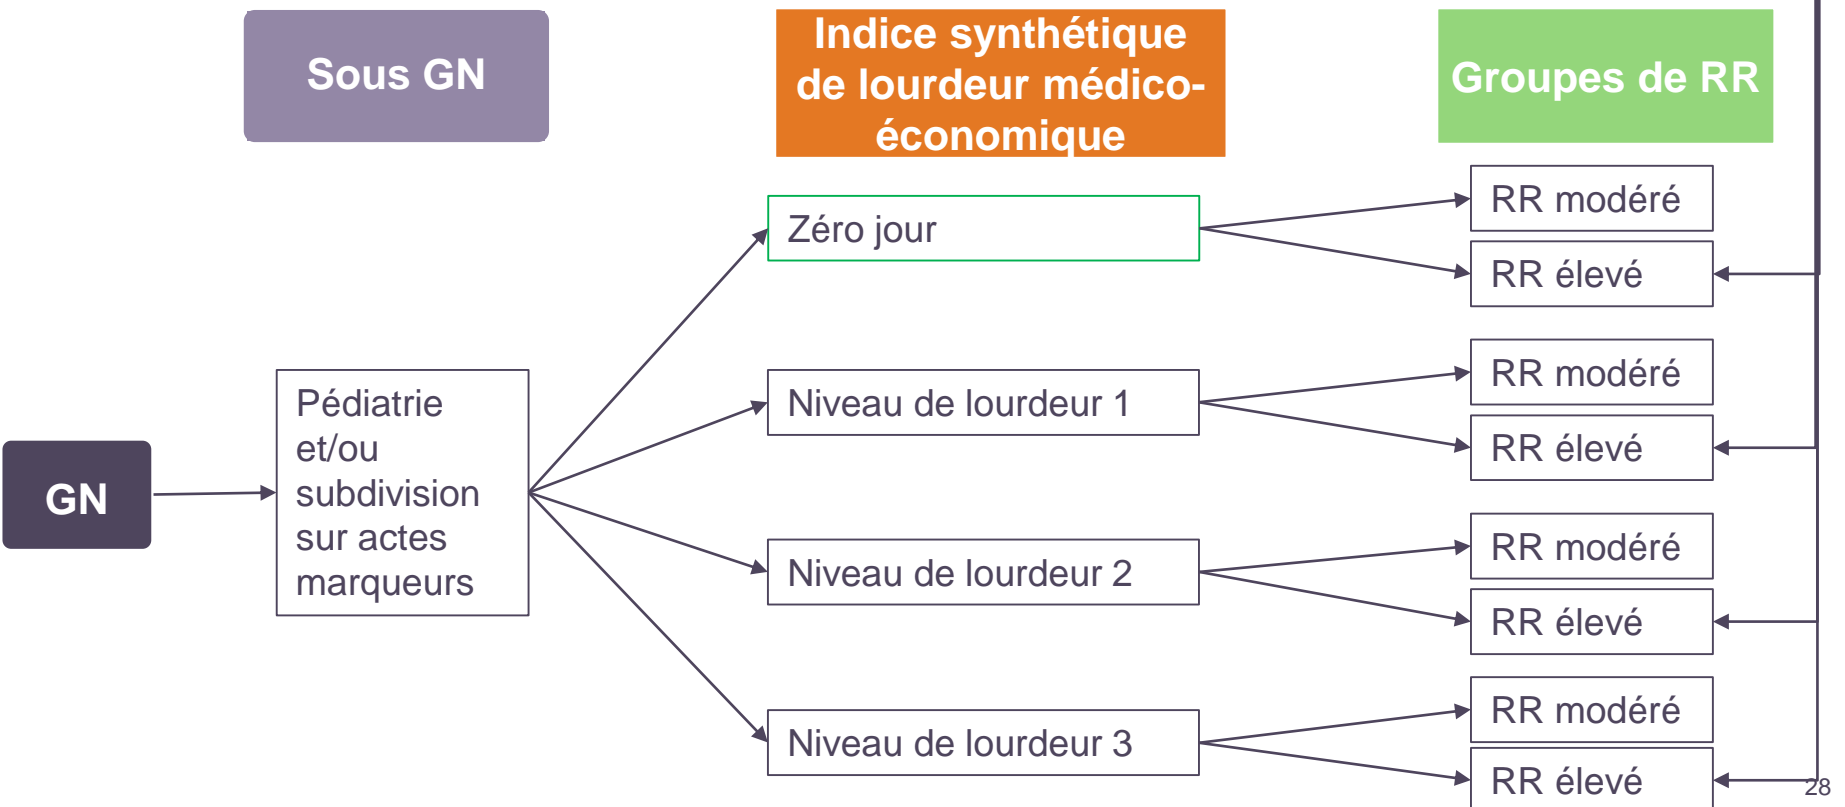 Sous GN
Indice synthétique
de lourdeur médico-
économique
Groupes de RR
GN
Pédiatrie
et/ou
subdivision
sur actes
marqueurs
Zéro jour
Niveau de lourdeur 1
Niveau de lourdeur 2
Niveau de lourdeur 3
RR modéré
RR élevé
RR modéré
RR élevé
RR modéré
RR élevé
RR modéré
RR élevé
28